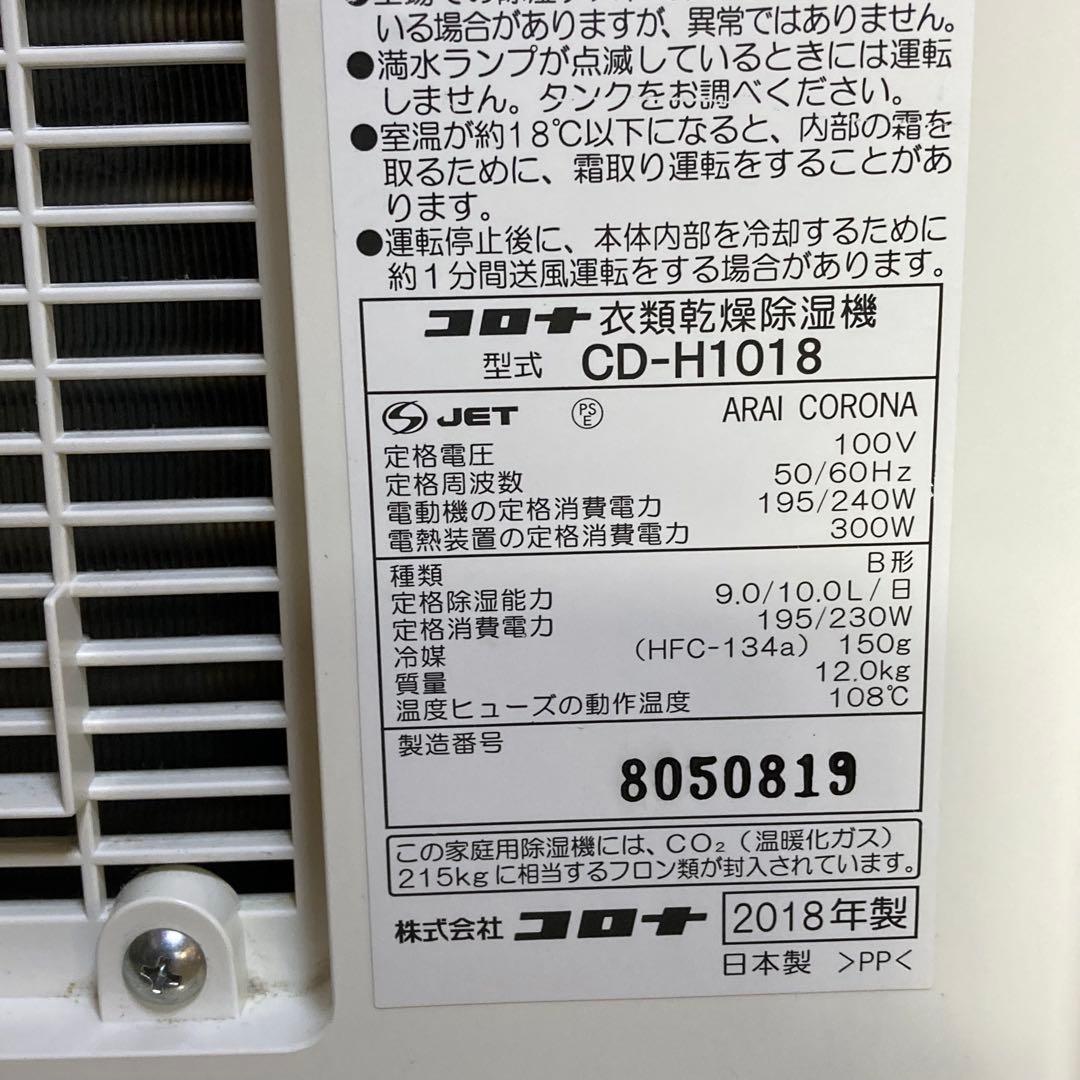 いる場合がありますが、異常ではありません。
●満水ランプが点滅しているときには運転
しません。タンクをお調べください。
●室温が約18℃以下になると、内部の霜を
取るために、霜取り運転をすることがあ
ります。
●運転停止後に、本体内部を冷却するために
約1分間送風運転をする場合があります。
コロナ 衣類乾燥除湿機
型式 CD-H1018
JET PSE ARAI CORONA
定格電圧 100V
定格周波数 50/60Hz
電動機の定格消費電力 195/240W
電熱装置の定格消費電力 300W
種類 B形
定格除湿能力 9.0/10.0L/日
定格消費電力 195/230W
冷媒 (HFC-134a) 150g
質量 12.0kg
温度ヒューズの動作温度 108℃
製造番号
8050819
この家庭用除湿機には、CO₂(温暖化ガス)
215kgに相当するフロン類が封入されています。
株式会社 コロナ 2018年製
日本製 >PP<